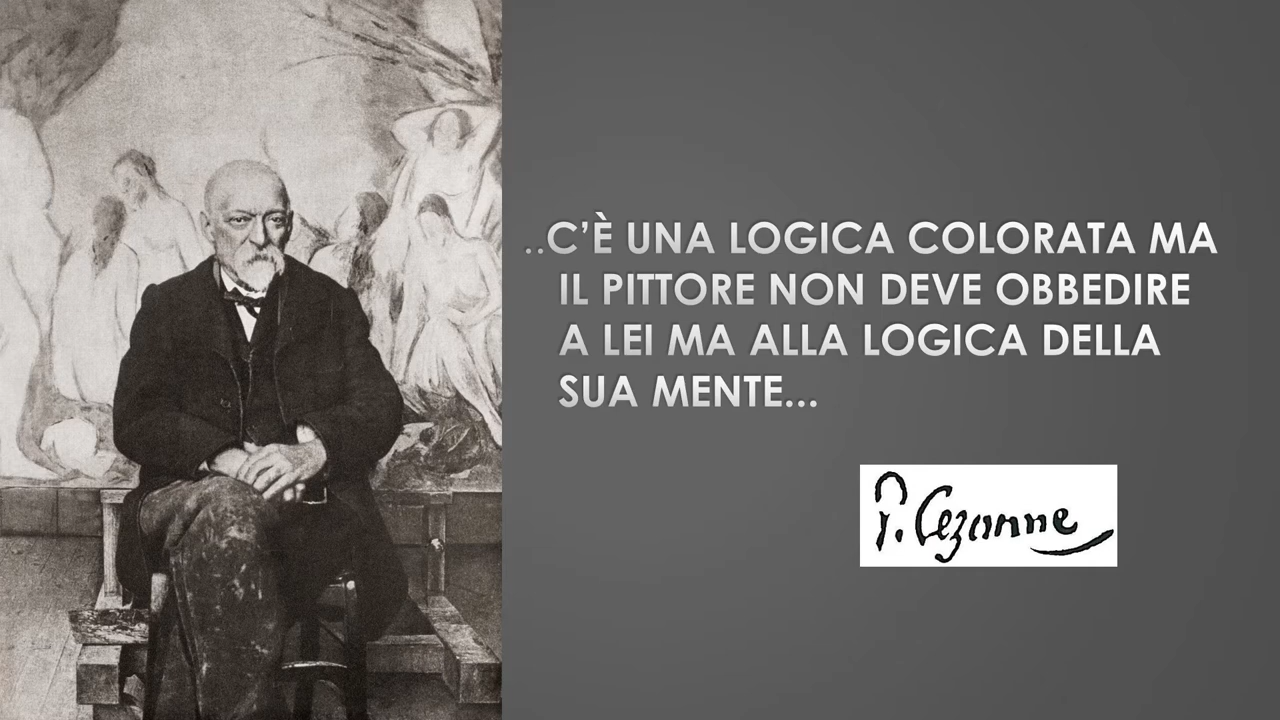 ..C'È UNA LOGICA COLORATA MA
IL PITTORE NON DEVE OBBEDIRE
A LEI MA ALLA LOGICA DELLA
SUA MENTE...
P. Cezanne